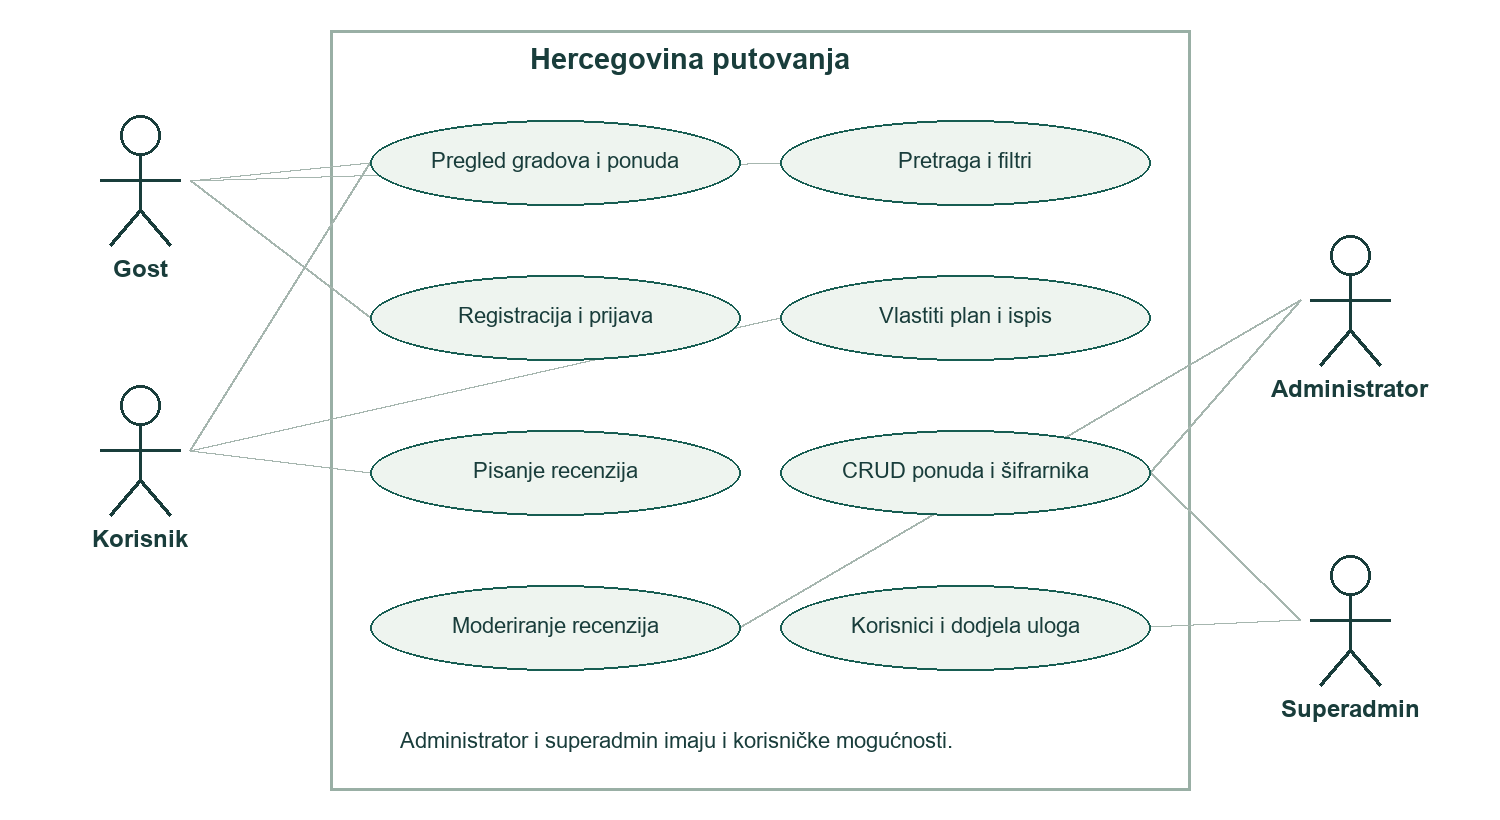 Hercegovina putovanja
Pregled gradova i ponuda
Pretraga i filtri
Gost
Registracija i prijava
Vlastiti plan i ispis
Administrator
Pisanje recenzija
CRUD ponuda i šifrarnika
Korisnik
Moderiranje recenzija
Korisnici i dodjela uloga
Superadmin
Administrator i superadmin imaju i korisničke mogućnosti.